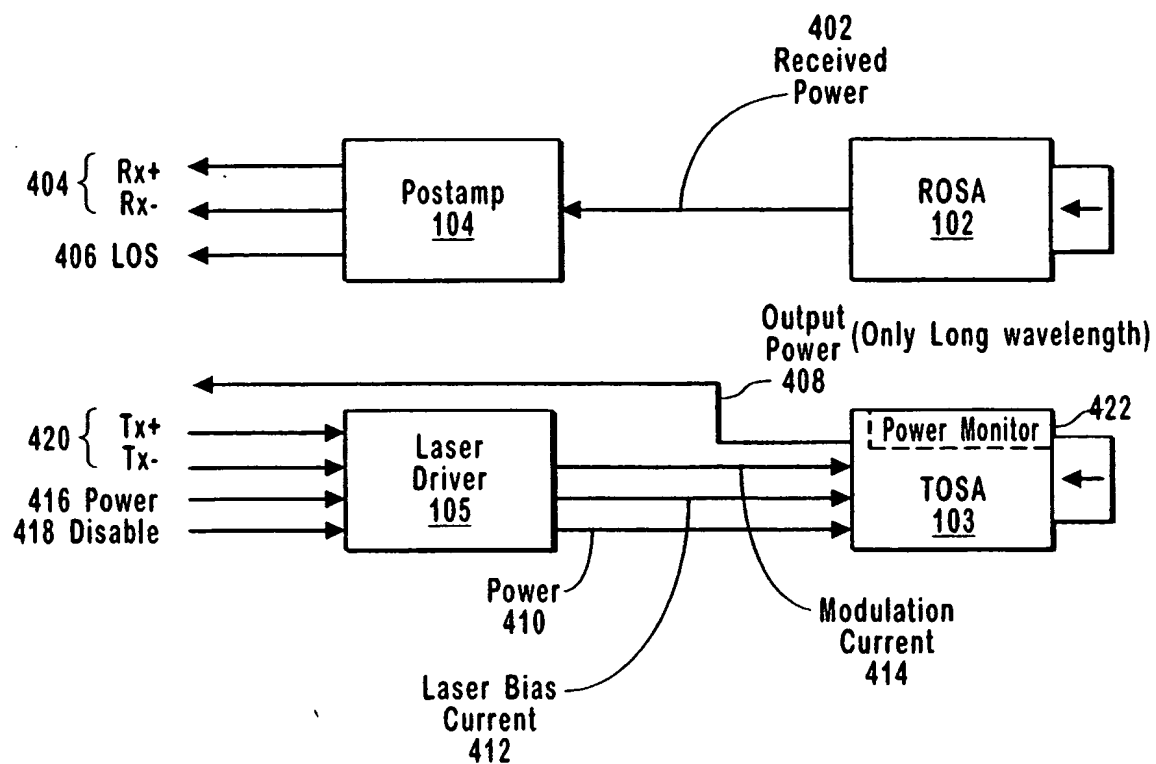 402
Received
Power
404 { Rx+
Rx-
406 LOS
Postamp
104
ROSA
102
Output
Power
408
(Only Long wavelength)
420 { Tx+
Tx-
416 Power
418 Disable
Laser
Driver
105
Power Monitor
422
TOSA
103
Power
410
Modulation
Current
414
Laser Bias
Current
412